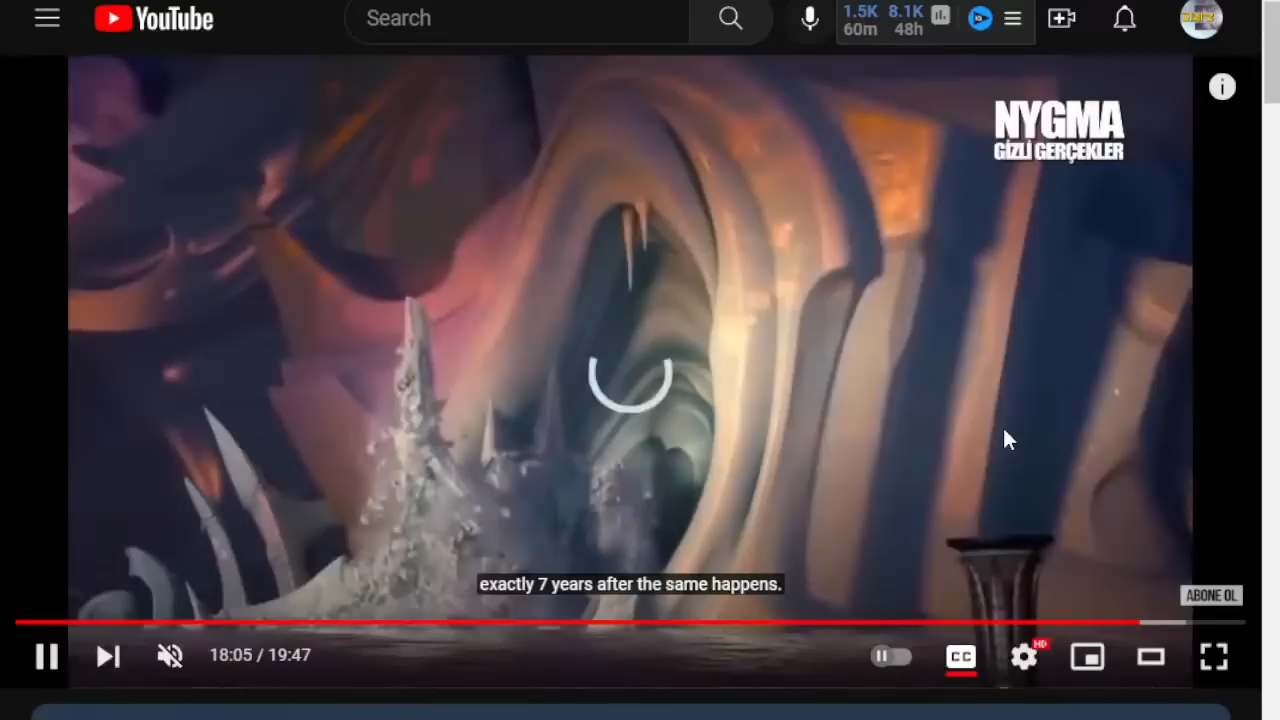 YouTube
Search
1.5K 8.1K
60m 48h
NYGMA
GİZLİ GERÇEKLER
exactly 7 years after the same happens.
ABONE OL
18:05 / 19:47
CC
HD